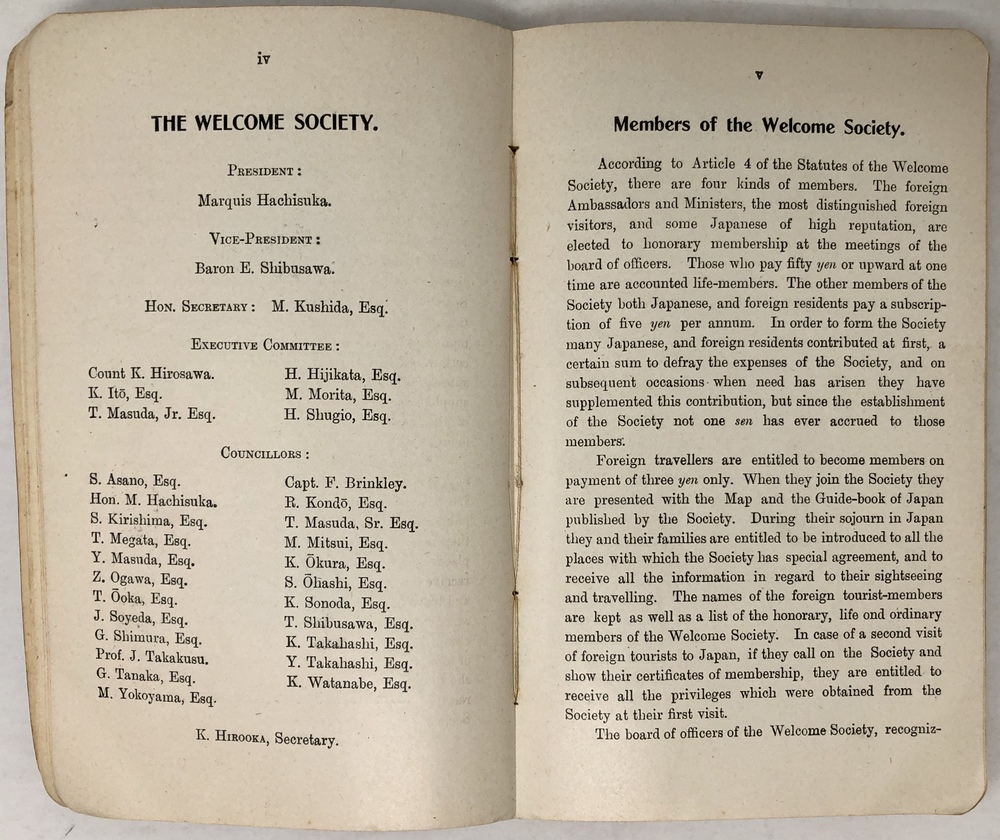 iv
THE WELCOME SOCIETY.
PRESIDENT :
Marquis Hachisuka.
VICE-PRESIDENT :
Baron E. Shibusawa.
HON. SECRETARY : M. Kushida, Esq.
EXECUTIVE COMMITTEE :
Count K. Hirosawa.
K. Itō, Esq.
T. Masuda, Jr. Esq.
H. Hijikata, Esq.
M. Morita, Esq.
H. Shugio, Esq.
COUNCILLORS :
S. Asano, Esq.
Hon. M. Hachisuka.
S. Kirishima, Esq.
T. Megata, Esq.
Y. Masuda, Esq.
Z. Ogawa, Esq.
T. Ōoka, Esq.
J. Soyeda, Esq.
G. Shimura, Esq.
Prof. J. Takakusu.
G. Tanaka, Esq.
M. Yokoyama, Esq.
Capt. F. Brinkley.
R. Kondō, Esq.
T. Masuda, Sr. Esq.
M. Mitsui, Esq.
K. Ōkura, Esq.
S. Ōhashi, Esq.
K. Sonoda, Esq.
T. Shibusawa, Esq.
K. Takahashi, Esq.
Y. Takahashi, Esq.
K. Watanabe, Esq.
K. HIROOKA, Secretary.
v
Members of the Welcome Society.
According to Article 4 of the Statutes of the Welcome
Society, there are four kinds of members. The foreign
Ambassadors and Ministers, the most distinguished foreign
visitors, and some Japanese of high reputation, are
elected to honorary membership at the meetings of the
board of officers. Those who pay fifty yen or upward at one
time are accounted life-members. The other members of the
Society both Japanese, and foreign residents pay a subscrip-
tion of five yen per annum. In order to form the Society
many Japanese, and foreign residents contributed at first, a
certain sum to defray the expenses of the Society, and on
subsequent occasions when need has arisen they have
supplemented this contribution, but since the establishment
of the Society not one sen has ever accrued to those
members.
Foreign travellers are entitled to become members on
payment of three yen only. When they join the Society they
are presented with the Map and the Guide-book of Japan
published by the Society. During their sojourn in Japan
they and their families are entitled to be introduced to all the
places with which the Society has special agreement, and to
receive all the information in regard to their sightseeing
and travelling. The names of the foreign tourist-members
are kept as well as a list of the honorary, life ond ordinary
members of the Welcome Society. In case of a second visit
of foreign tourists to Japan, if they call on the Society and
show their certificates of membership, they are entitled to
receive all the privileges which were obtained from the
Society at their first visit.
The board of officers of the Welcome Society, recogniz-